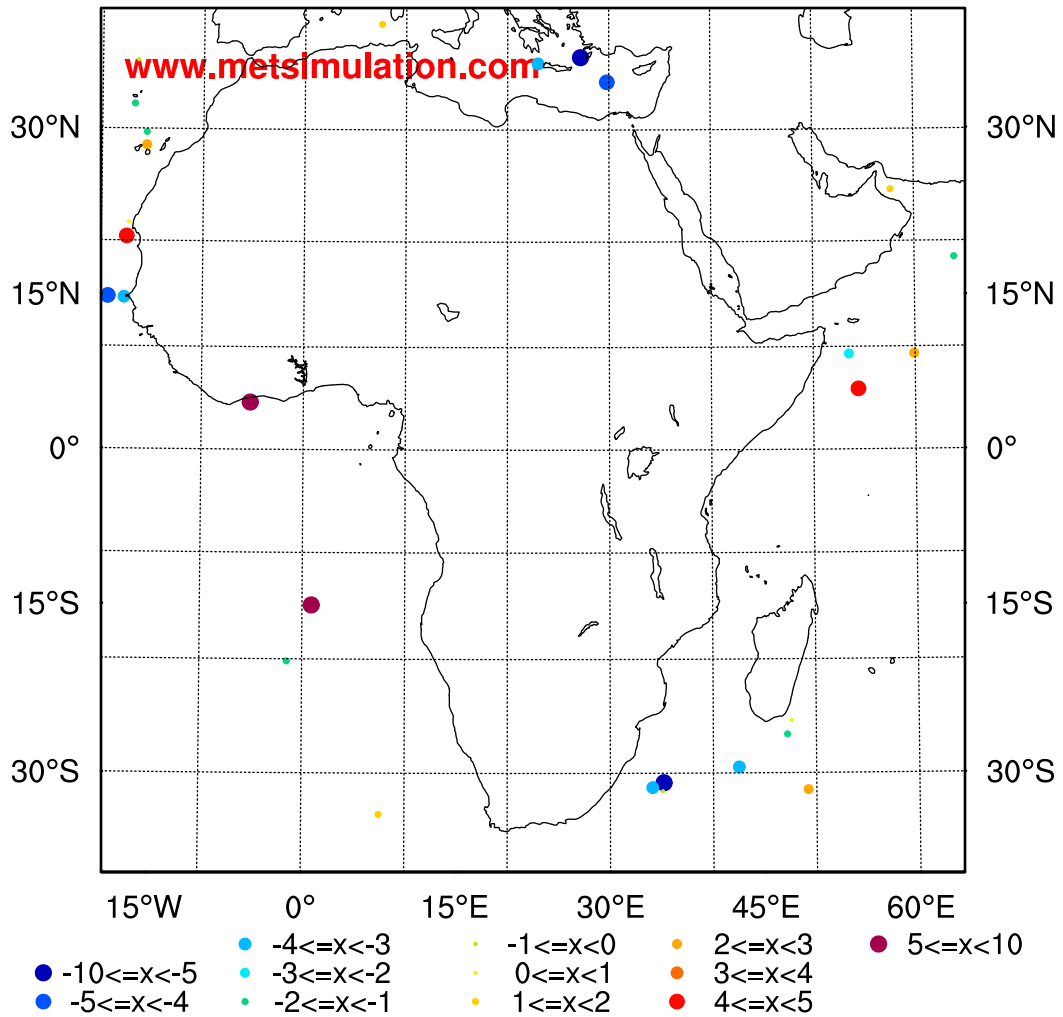 www.metsimulation.com
30°N 30°N
15°N 15°N
0° 0°
15°S 15°S
30°S 30°S
15°W 0° 15°E 30°E 45°E 60°E
-4<=x<-3 -1<=x<0 2<=x<3 5<=x<10
-10<=x<-5 -3<=x<-2 0<=x<1 3<=x<4
-5<=x<-4 -2<=x<-1 1<=x<2 4<=x<5